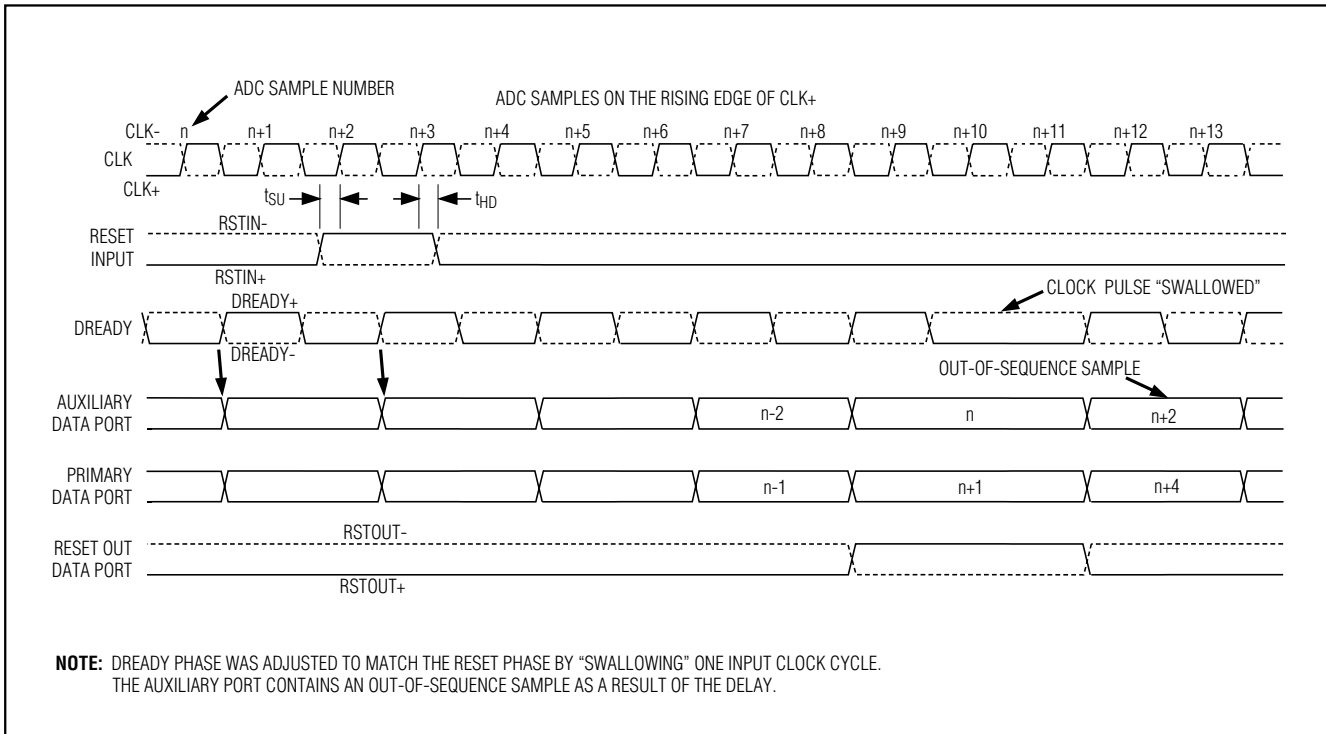 ADC SAMPLE NUMBER
ADC SAMPLES ON THE RISING EDGE OF CLK+
CLK- n n+1 n+2 n+3 n+4 n+5 n+6 n+7 n+8 n+9 n+10 n+11 n+12 n+13
CLK
CLK+
tSU tHD
RSTIN-
RESET
INPUT
RSTIN+
DREADY+
CLOCK PULSE “SWALLOWED”
DREADY
DREADY-
OUT-OF-SEQUENCE SAMPLE
AUXILIARY
DATA PORT
n-2 n n+2
PRIMARY
DATA PORT
n-1 n+1 n+4
RSTOUT-
RESET OUT
DATA PORT
RSTOUT+
NOTE: DREADY PHASE WAS ADJUSTED TO MATCH THE RESET PHASE BY “SWALLOWING” ONE INPUT CLOCK CYCLE.
THE AUXILIARY PORT CONTAINS AN OUT-OF-SEQUENCE SAMPLE AS A RESULT OF THE DELAY.